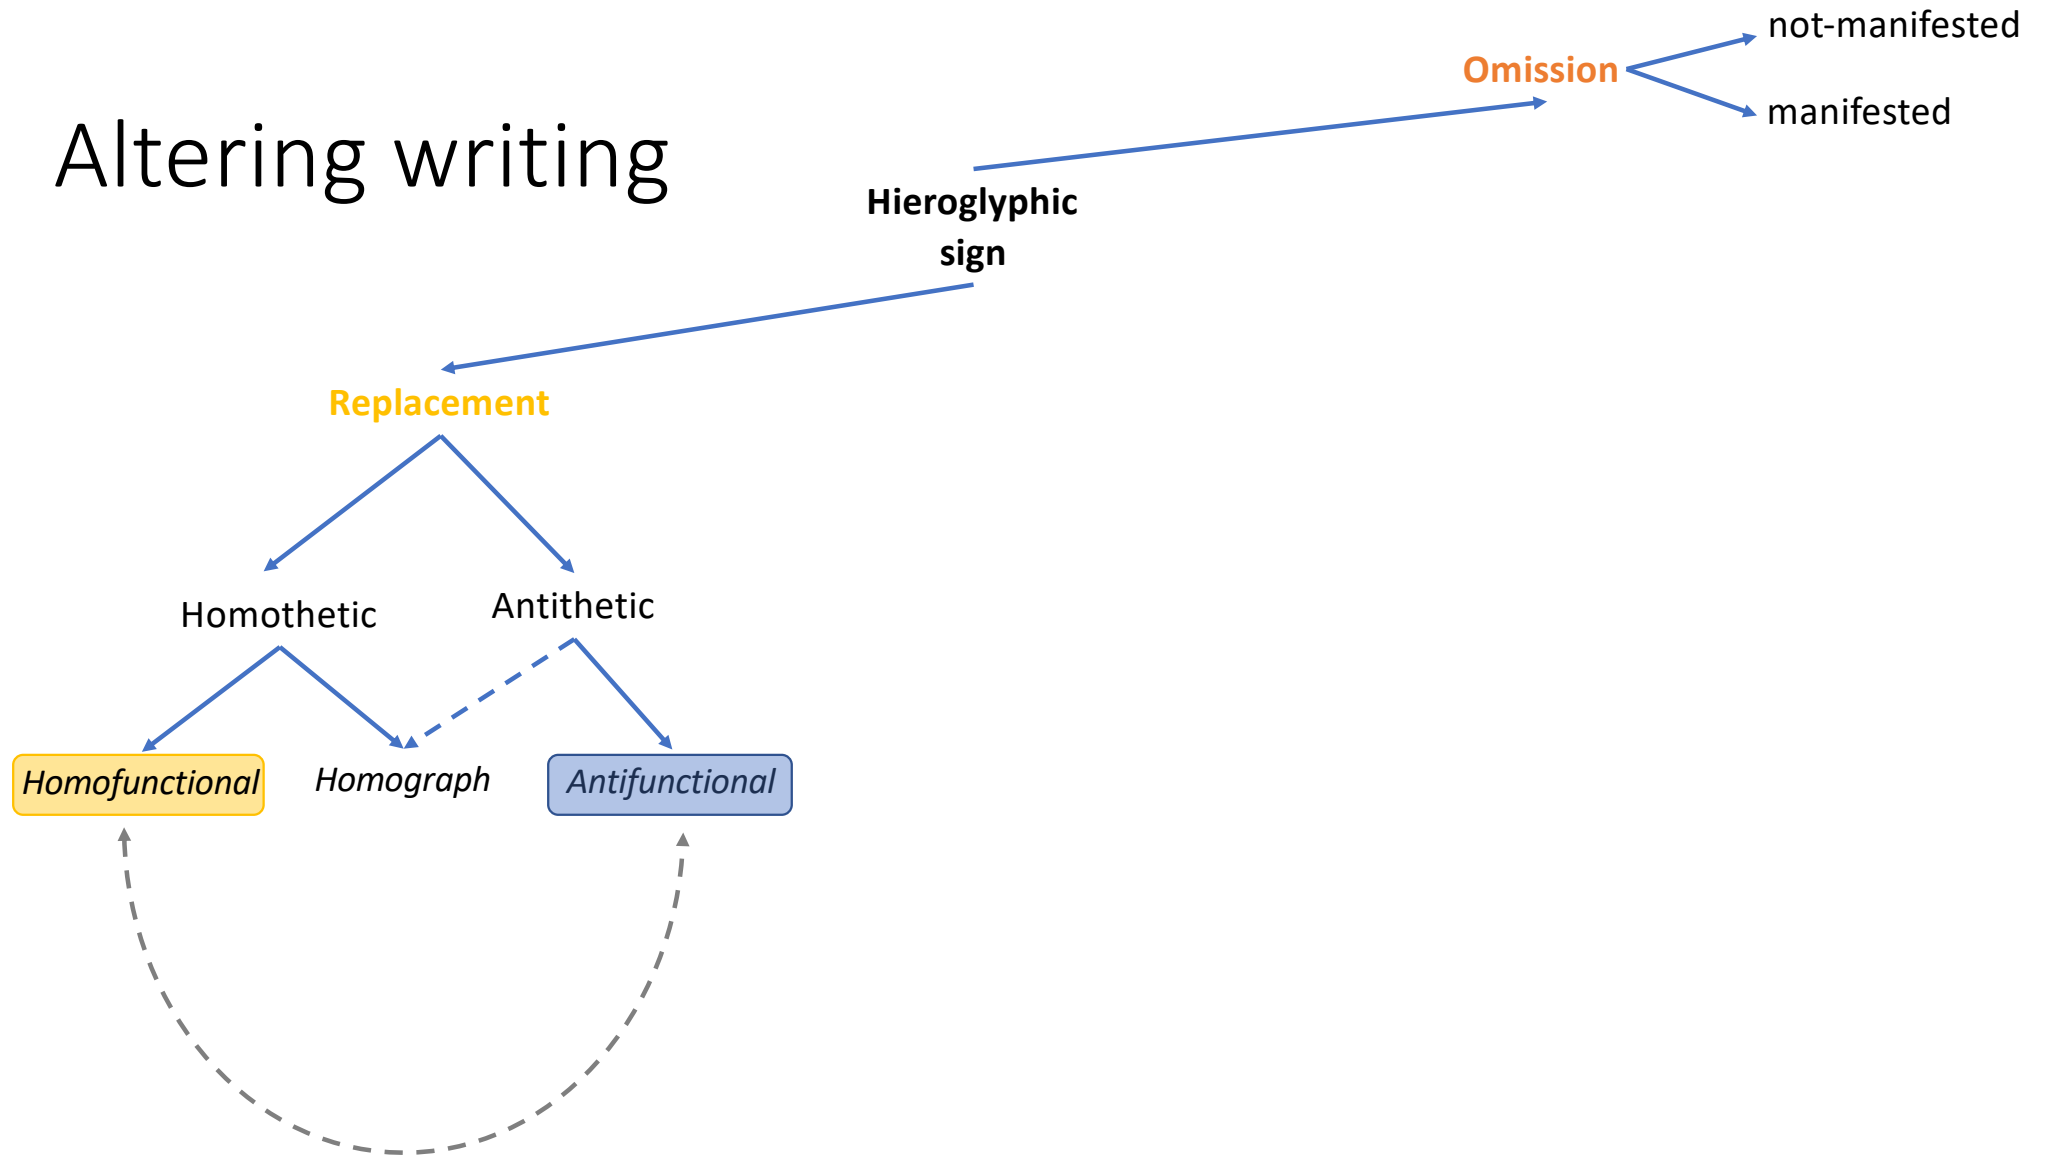 not-manifested
Omission
manifested
Altering writing
Hieroglyphic
sign
Replacement
Homothetic
Antithetic
Homofunctional
Homograph
Antifunctional